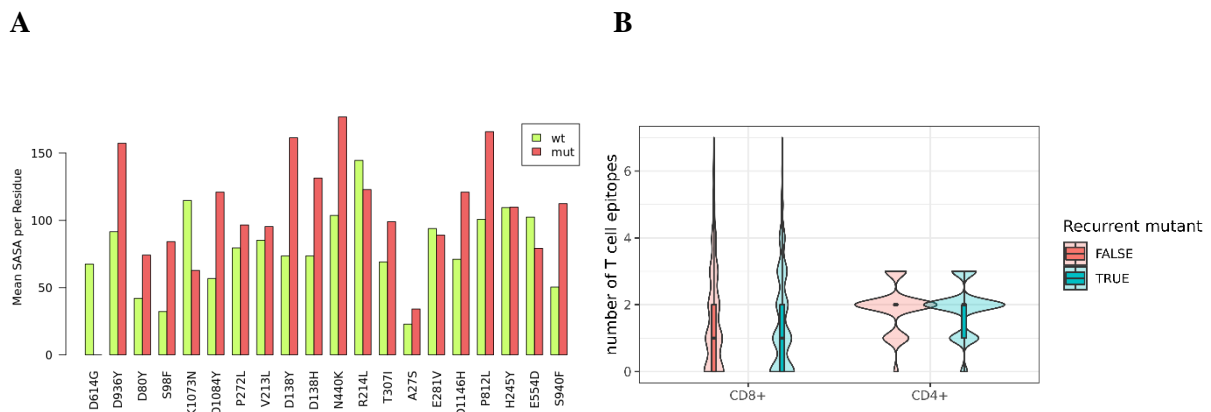 A
B
Mean SASA per Residue
150
100
50
0
wt
mut
D614G
D936Y
D80Y
S98F
K1073N
D1084Y
P272L
V213L
D138Y
D138H
N440K
R214L
T307I
A27S
E281V
D1146H
P812L
H245Y
E554D
S940F
number of T cell epitopes
6
4
2
0
CD8+
CD4+
Recurrent mutant
FALSE
TRUE